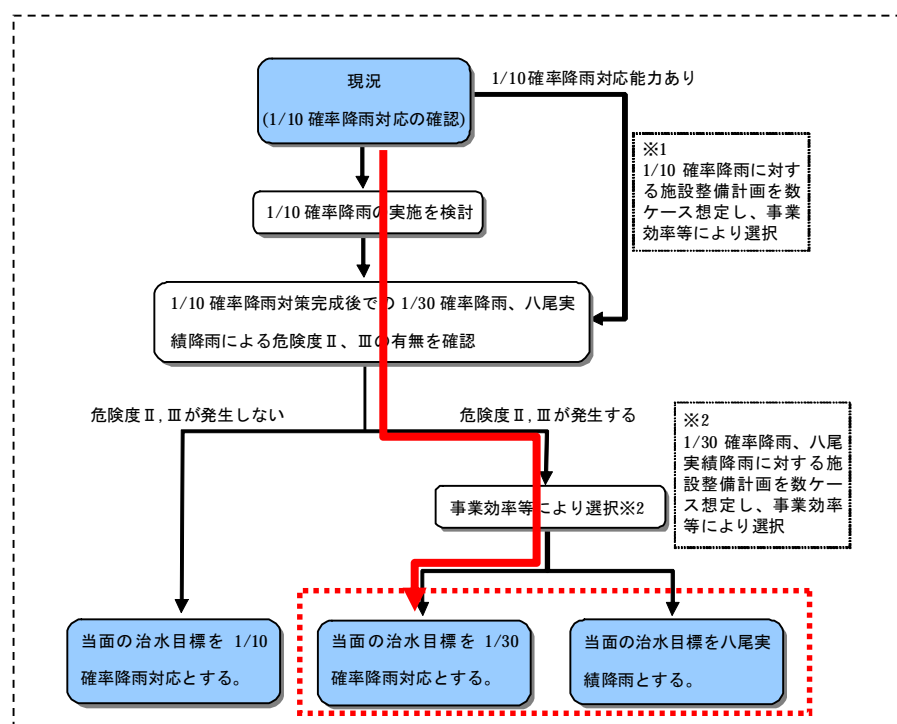 現況
(1/10 確率降雨対応の確認)
1/10確率降雨対応能力あり
※1
1/10 確率降雨に対す
る施設整備計画を数
ケース想定し、事業
効率等により選択
1/10 確率降雨の実施を検討
1/10 確率降雨対策完成後での 1/30 確率降雨、八尾実
績降雨による危険度Ⅱ、Ⅲの有無を確認
危険度Ⅱ,Ⅲが発生しない
危険度Ⅱ,Ⅲが発生する
※2
1/30 確率降雨、八尾
実績降雨に対する施
設整備計画を数ケー
ス想定し、事業効率
等により選択
事業効率等により選択※2
当面の治水目標を 1/10
確率降雨対応とする。
当面の治水目標を 1/30
確率降雨対応とする。
当面の治水目標を八尾実
績降雨とする。